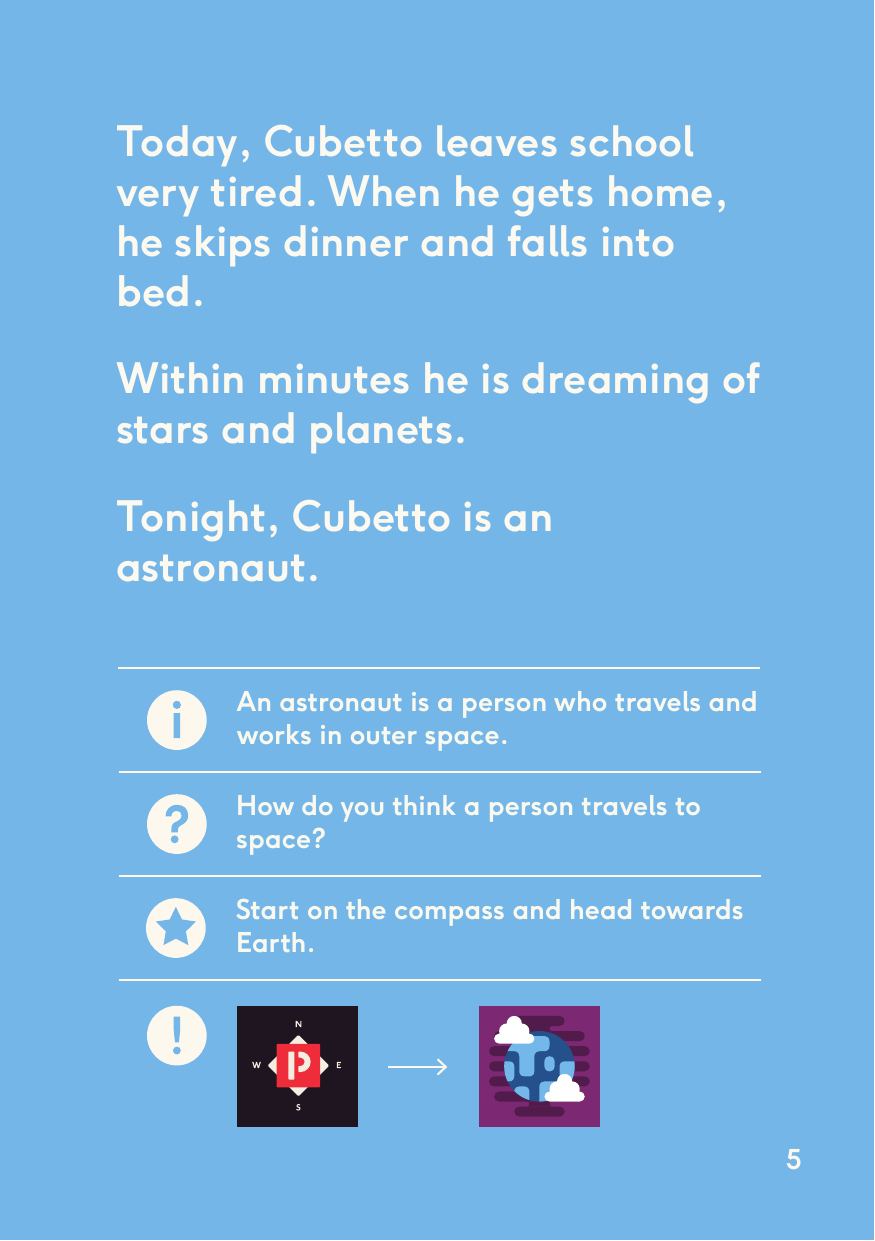 Today, Cubetto leaves school
very tired. When he gets home,
he skips dinner and falls into
bed.
Within minutes he is dreaming of
stars and planets.
Tonight, Cubetto is an
astronaut.
i
An astronaut is a person who travels and
works in outer space.
?
How do you think a person travels to
space?
Start on the compass and head towards
Earth.
!
N
W P E
S
5